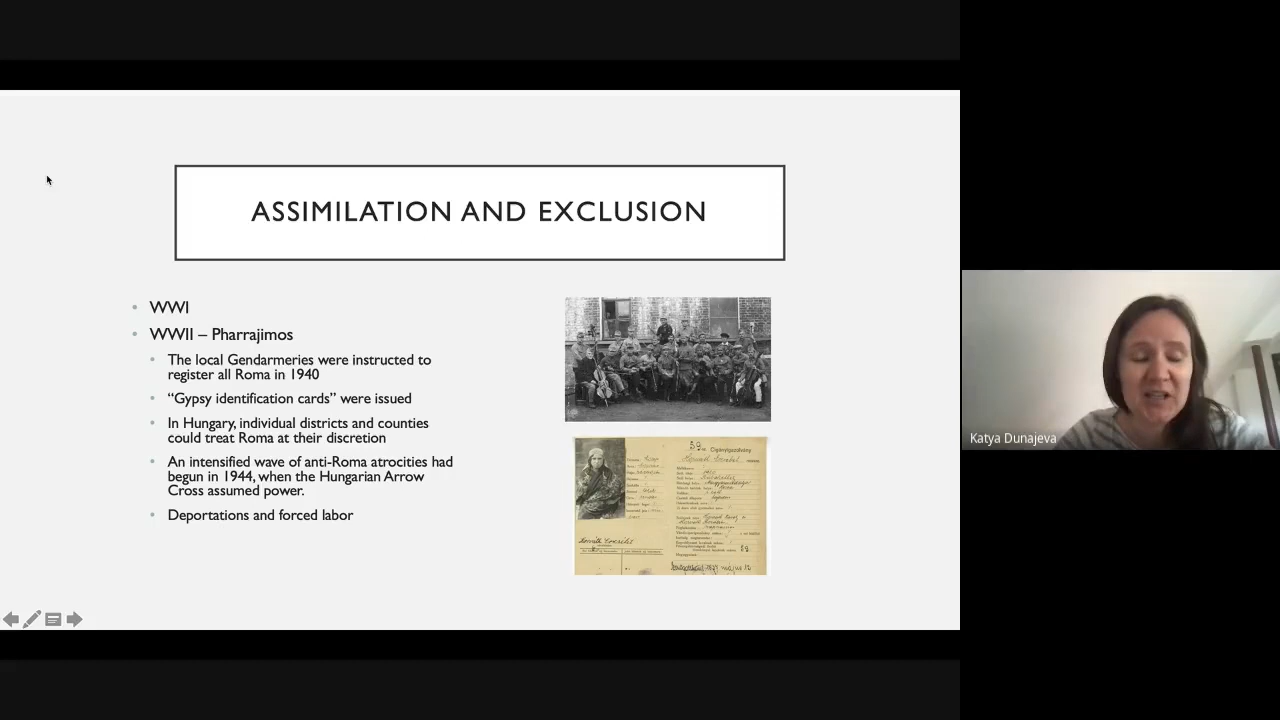 ASSIMILATION AND EXCLUSION
• WWI
• WWII – Pharrajimos
• The local Gendarmeries were instructed to
register all Roma in 1940
• “Gypsy identification cards” were issued
• In Hungary, individual districts and counties
could treat Roma at their discretion
• An intensified wave of anti-Roma atrocities had
begun in 1944, when the Hungarian Arrow
Cross assumed power.
• Deportations and forced labor
Cigányigazolvány
Katya Dunajeva